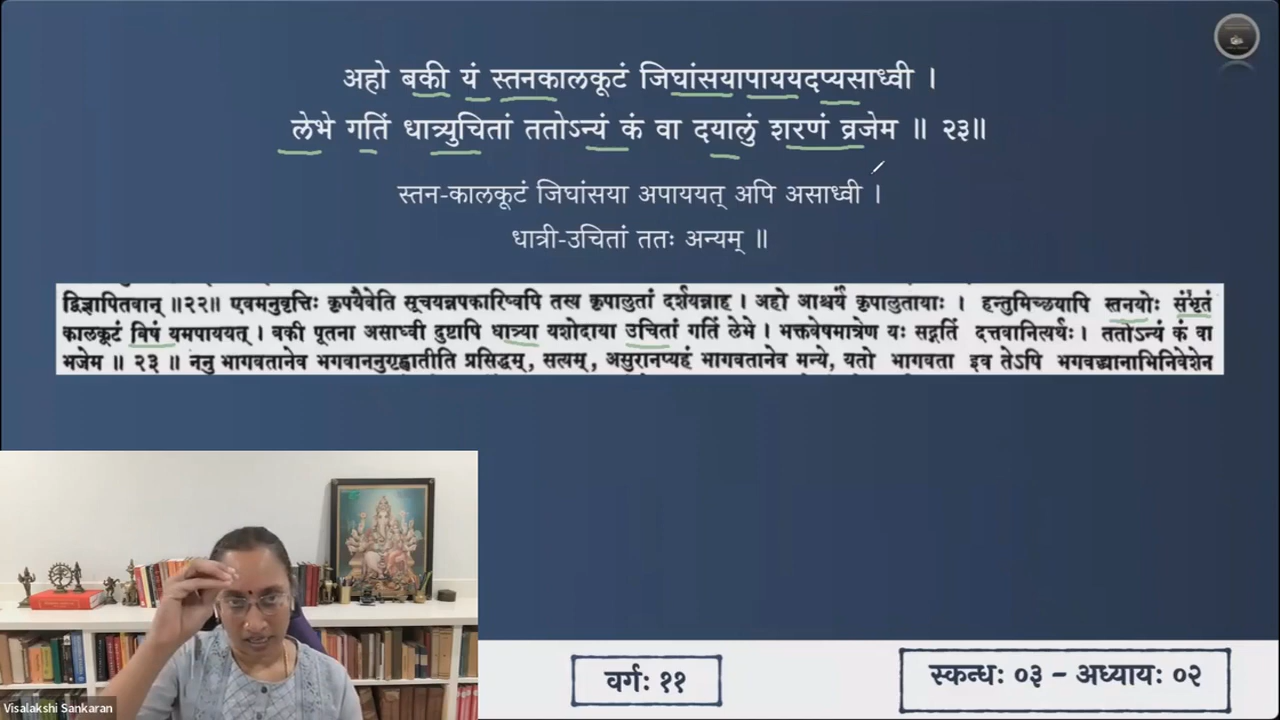 अहो बकी यं स्तनकालकूटं जिघांसयापाययदप्यसाध्वी ।
लेभे गतिं धात्र्युचितां ततोऽन्यं कं वा दयालुं शरणं व्रजेम ॥ २३॥
स्तन-कालकूटं जिघांसया अपाययत् अपि असाध्वी ।
धात्री-उचितां ततः अन्यम् ॥
द्विज्ञापितवान् ॥२२॥ एवमनुवृत्तिः कृपयैवेति सूचयन्नपकारिष्वपि तस्य कृपालुतां दर्शयन्नाह । अहो आश्चर्यं कृपालुतायाः । हन्तुमिच्छयापि स्तनयोः संभृतं
कालकूटं विषं यमपाययत् । बकी पूतना असाध्वी दुष्टापि धात्र्या यशोदाया उचितां गतिं लेभे । भक्तवेषमात्रेण यः सद्गतिं दत्तवानित्यर्थः । ततोऽन्यं कं वा
भजेम ॥ २३ ॥ ननु भागवतानेव भगवाननुगृह्णातीति प्रसिद्धम्, सत्यम्, असुरानप्यहं भागवतानेव मन्ये, यतो भागवता इव तेऽपि भगवद्ध्यानाभिनिवेशेन
Visalakshi Sankaran
वर्गः ११
स्कन्धः ०३ – अध्यायः ०२